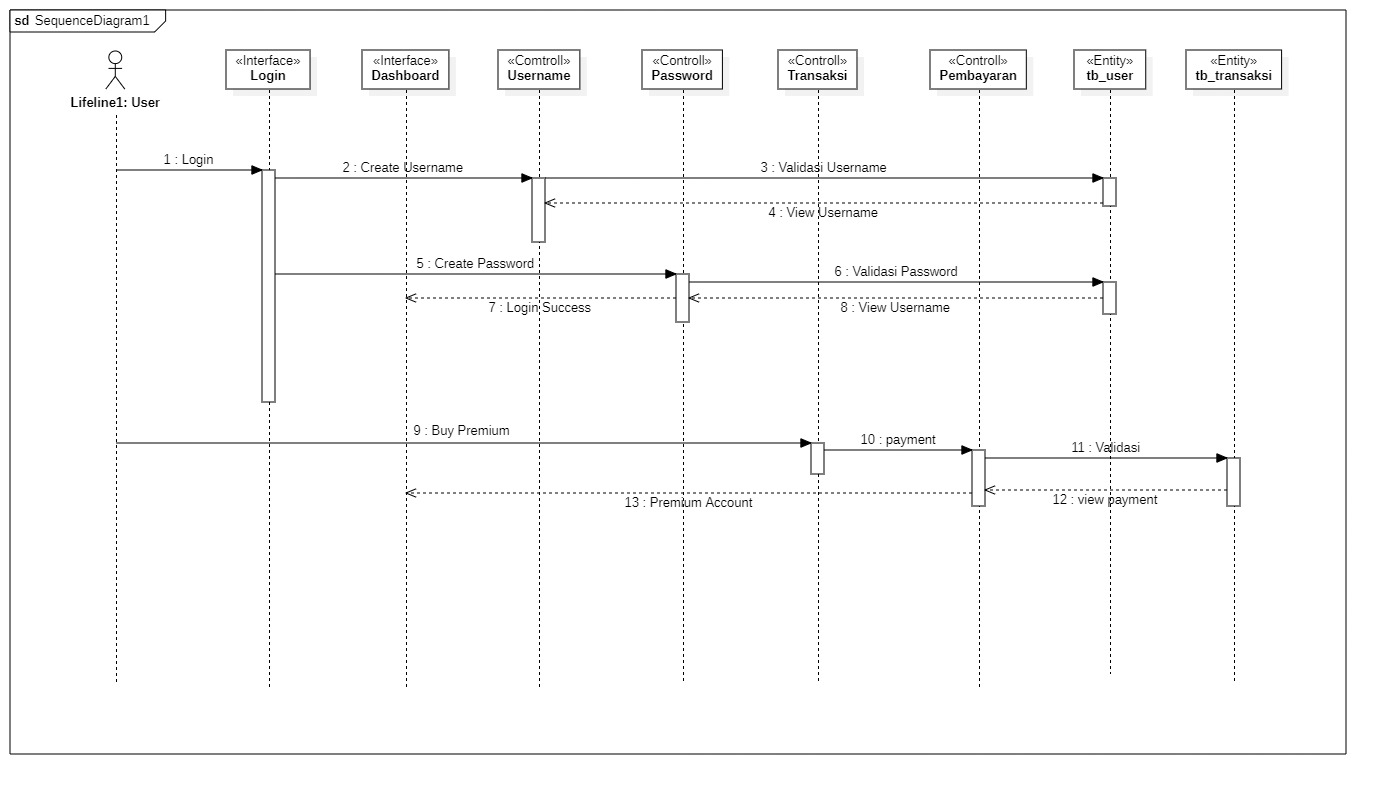 sd SequenceDiagram1
Lifeline1: User
«Interface»
Login
«Interface»
Dashboard
«Comtroll»
Username
«Controll»
Password
«Controll»
Transaksi
«Controll»
Pembayaran
«Entity»
tb_user
«Entity»
tb_transaksi
1 : Login
2 : Create Username
3 : Validasi Username
4 : View Username
5 : Create Password
6 : Validasi Password
7 : Login Success
8 : View Username
9 : Buy Premium
10 : payment
11 : Validasi
12 : view payment
13 : Premium Account